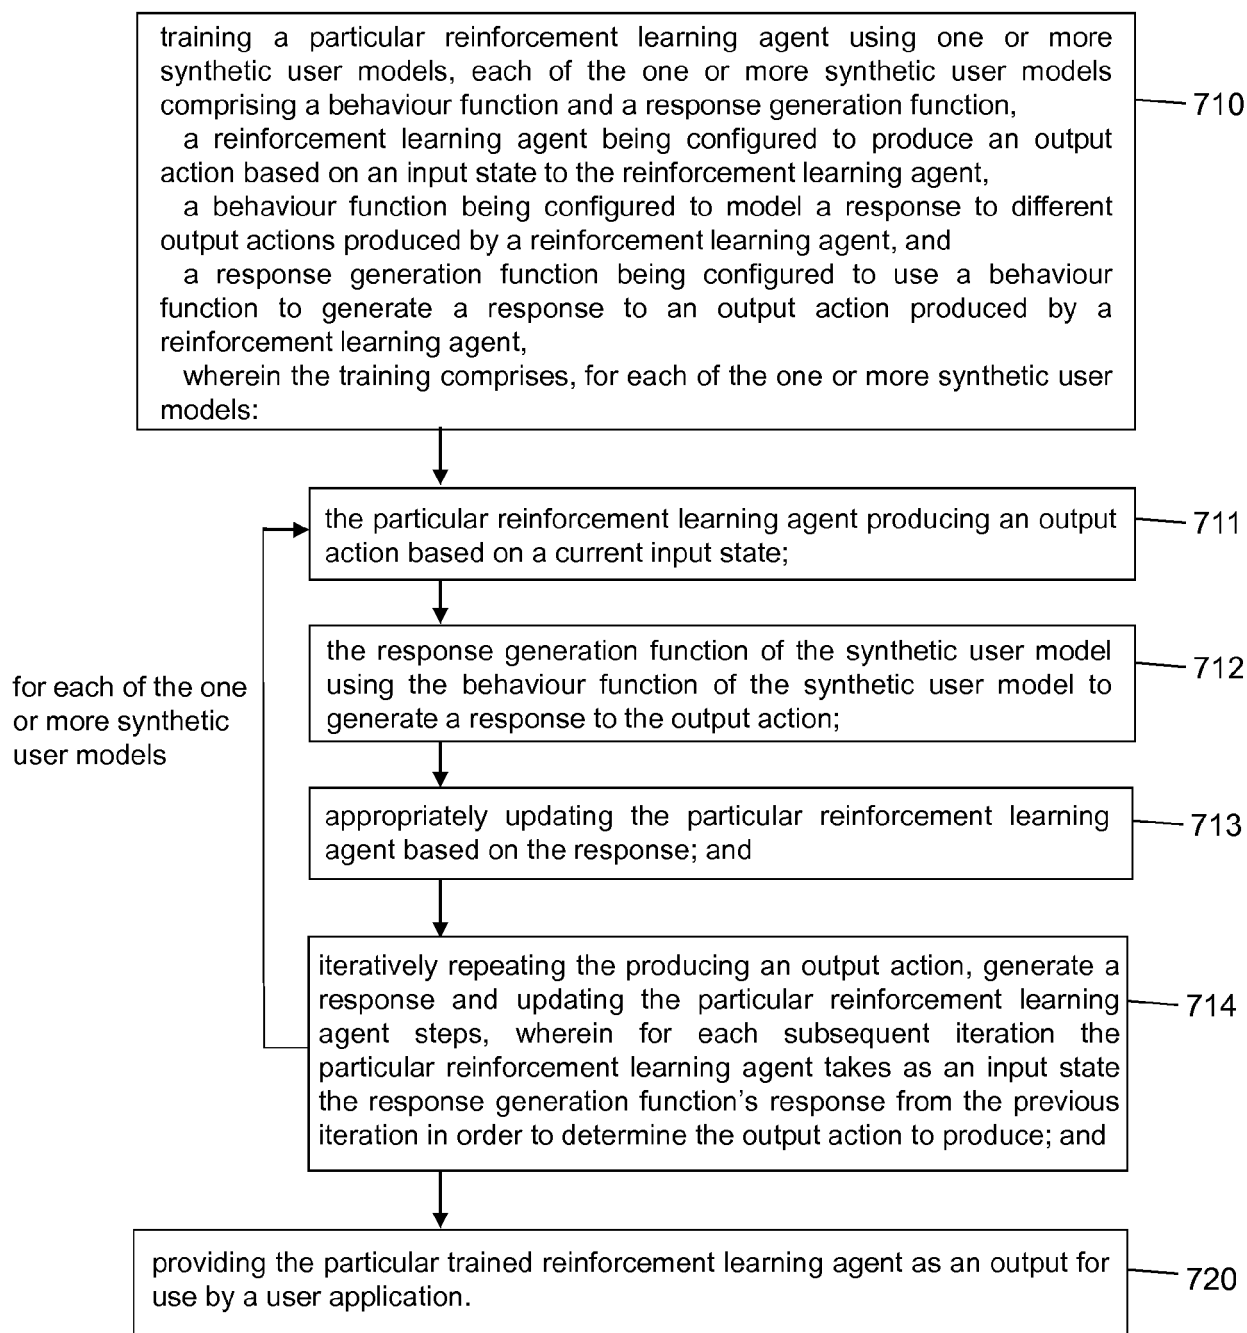 training a particular reinforcement learning agent using one or more
synthetic user models, each of the one or more synthetic user models
comprising a behaviour function and a response generation function,
a reinforcement learning agent being configured to produce an output
action based on an input state to the reinforcement learning agent,
a behaviour function being configured to model a response to different
output actions produced by a reinforcement learning agent, and
a response generation function being configured to use a behaviour
function to generate a response to an output action produced by a
reinforcement learning agent,
wherein the training comprises, for each of the one or more synthetic user
models:
710
the particular reinforcement learning agent producing an output
action based on a current input state;
711
the response generation function of the synthetic user model
using the behaviour function of the synthetic user model to
generate a response to the output action;
712
for each of the one
or more synthetic
user models
appropriately updating the particular reinforcement learning
agent based on the response; and
713
iteratively repeating the producing an output action, generate a
response and updating the particular reinforcement learning
agent steps, wherein for each subsequent iteration the
particular reinforcement learning agent takes as an input state
the response generation function's response from the previous
iteration in order to determine the output action to produce; and
714
providing the particular trained reinforcement learning agent as an output for
use by a user application.
720